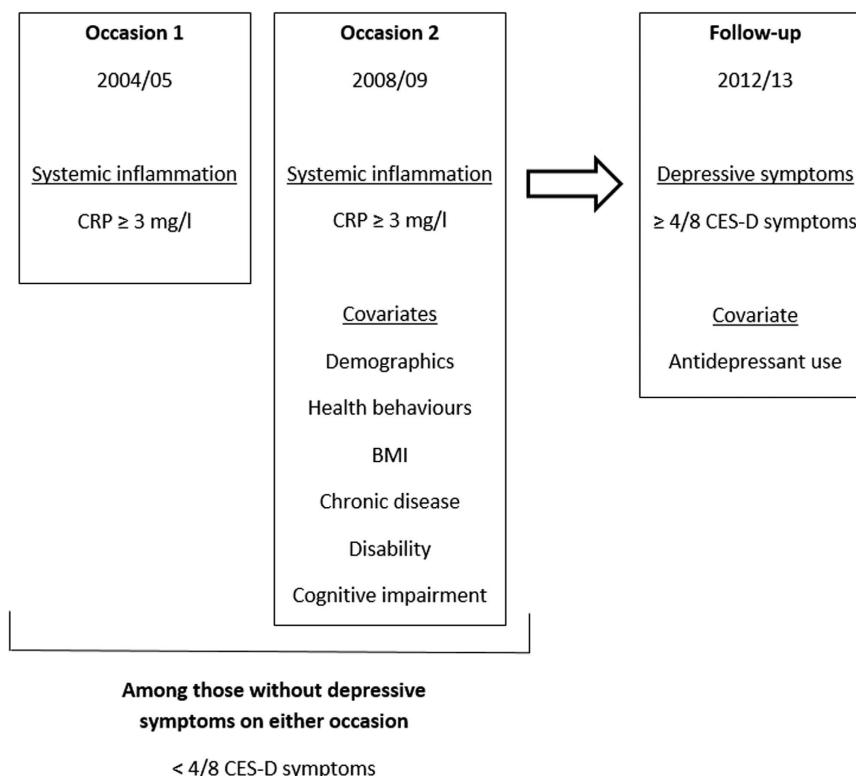 Occasion 1
2004/05
Systemic inflammation
CRP ≥ 3 mg/l
Occasion 2
2008/09
Systemic inflammation
CRP ≥ 3 mg/l
Covariates
Demographics
Health behaviours
BMI
Chronic disease
Disability
Cognitive impairment
Follow-up
2012/13
Depressive symptoms
≥ 4/8 CES-D symptoms
Covariate
Antidepressant use
Among those without depressive
symptoms on either occasion
< 4/8 CES-D symptoms